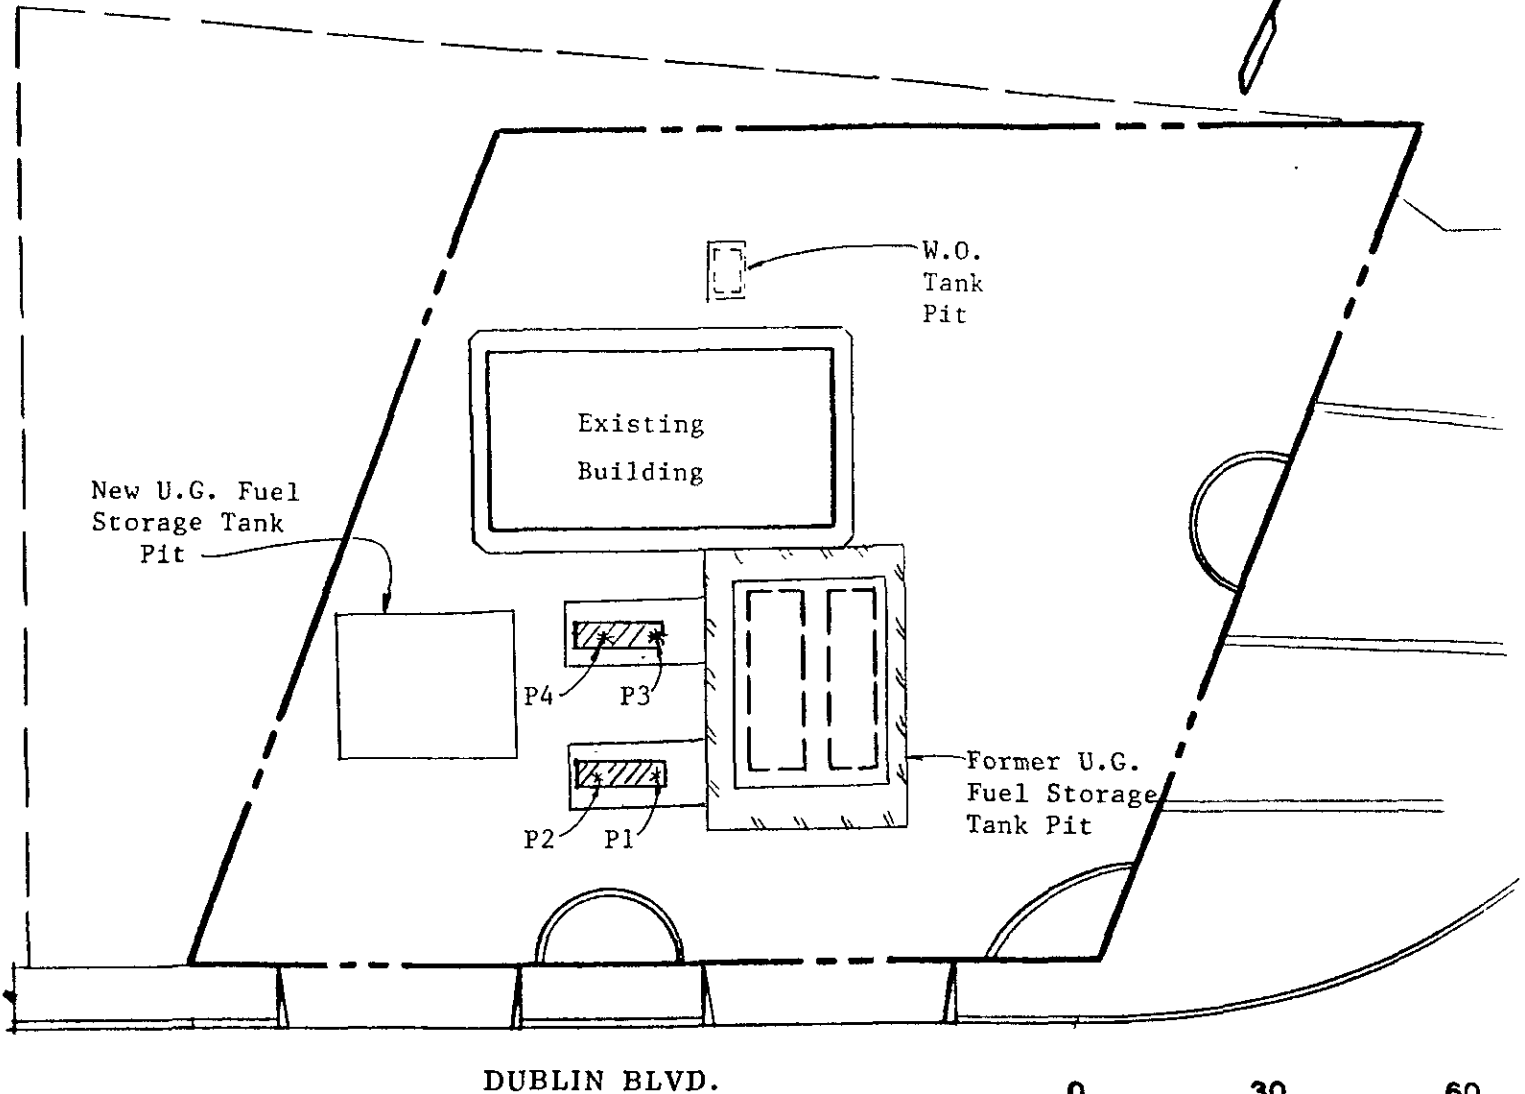 W.O.
Tank
Pit
Existing
Building
New U.G. Fuel
Storage Tank
Pit
P4 P3
Former U.G.
Fuel Storage
Tank Pit
P2 P1
DUBLIN BLVD.
0 30 60